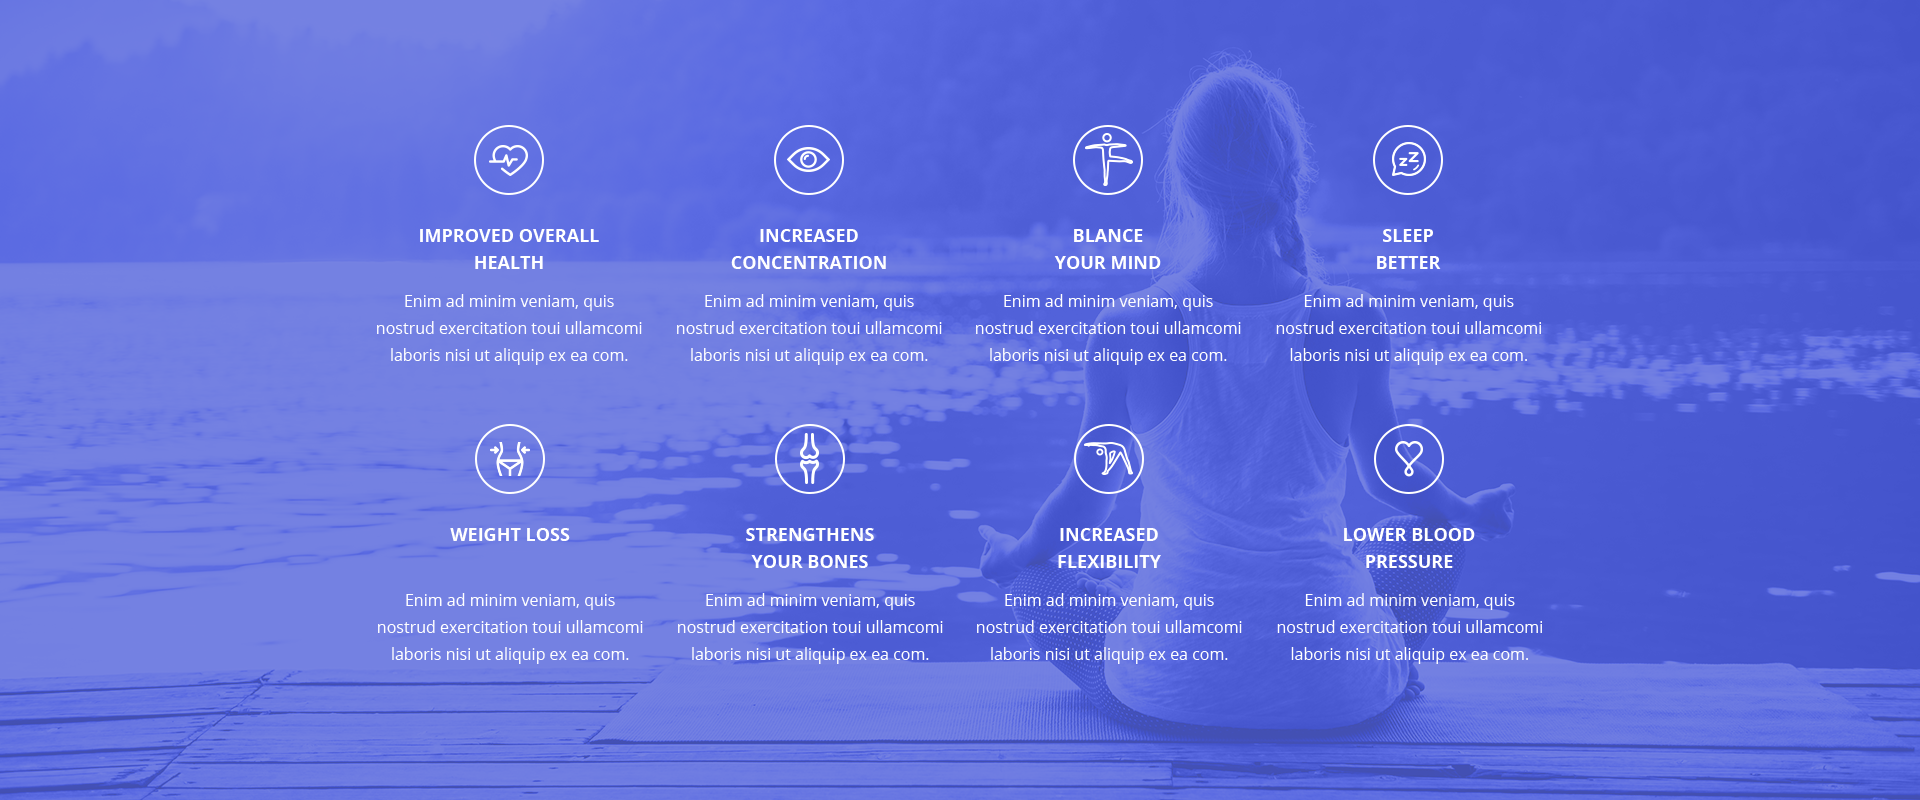 IMPROVED OVERALL
HEALTH
Enim ad minim veniam, quis
nostrud exercitation toui ullamcomi
laboris nisi ut aliquip ex ea com.
INCREASED
CONCENTRATION
Enim ad minim veniam, quis
nostrud exercitation toui ullamcomi
laboris nisi ut aliquip ex ea com.
BLANCE
YOUR MIND
Enim ad minim veniam, quis
nostrud exercitation toui ullamcomi
laboris nisi ut aliquip ex ea com.
zZ
SLEEP
BETTER
Enim ad minim veniam, quis
nostrud exercitation toui ullamcomi
laboris nisi ut aliquip ex ea com.
WEIGHT LOSS
Enim ad minim veniam, quis
nostrud exercitation toui ullamcomi
laboris nisi ut aliquip ex ea com.
STRENGTHENS
YOUR BONES
Enim ad minim veniam, quis
nostrud exercitation toui ullamcomi
laboris nisi ut aliquip ex ea com.
INCREASED
FLEXIBILITY
Enim ad minim veniam, quis
nostrud exercitation toui ullamcomi
laboris nisi ut aliquip ex ea com.
LOWER BLOOD
PRESSURE
Enim ad minim veniam, quis
nostrud exercitation toui ullamcomi
laboris nisi ut aliquip ex ea com.